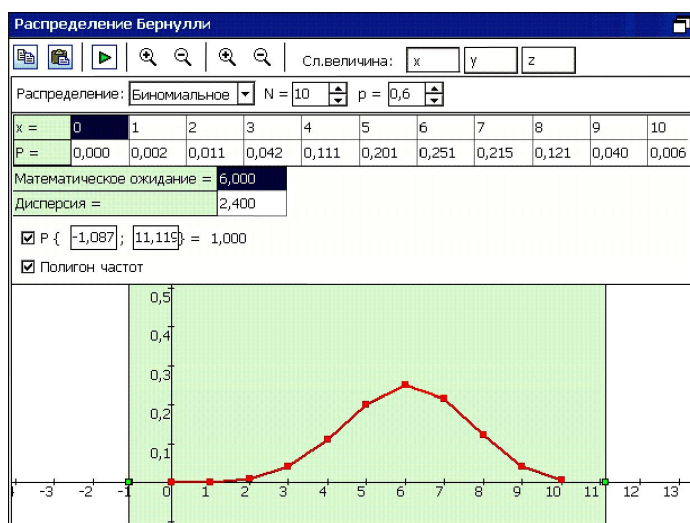 Распределение Бернулли
Сл.величина: x y z
Распределение: Биномиальное N = 10 p = 0,6
x = 0 1 2 3 4 5 6 7 8 9 10
P = 0,000 0,002 0,011 0,042 0,111 0,201 0,251 0,215 0,121 0,040 0,006
Математическое ожидание = 6,000
Дисперсия = 2,400
P { -1,087 ; 11,119 } = 1,000
Полигон частот
0,5
0,4
0,3
0,2
0,1
-3 -2 -1 0 1 2 3 4 5 6 7 8 9 10 11 12 13